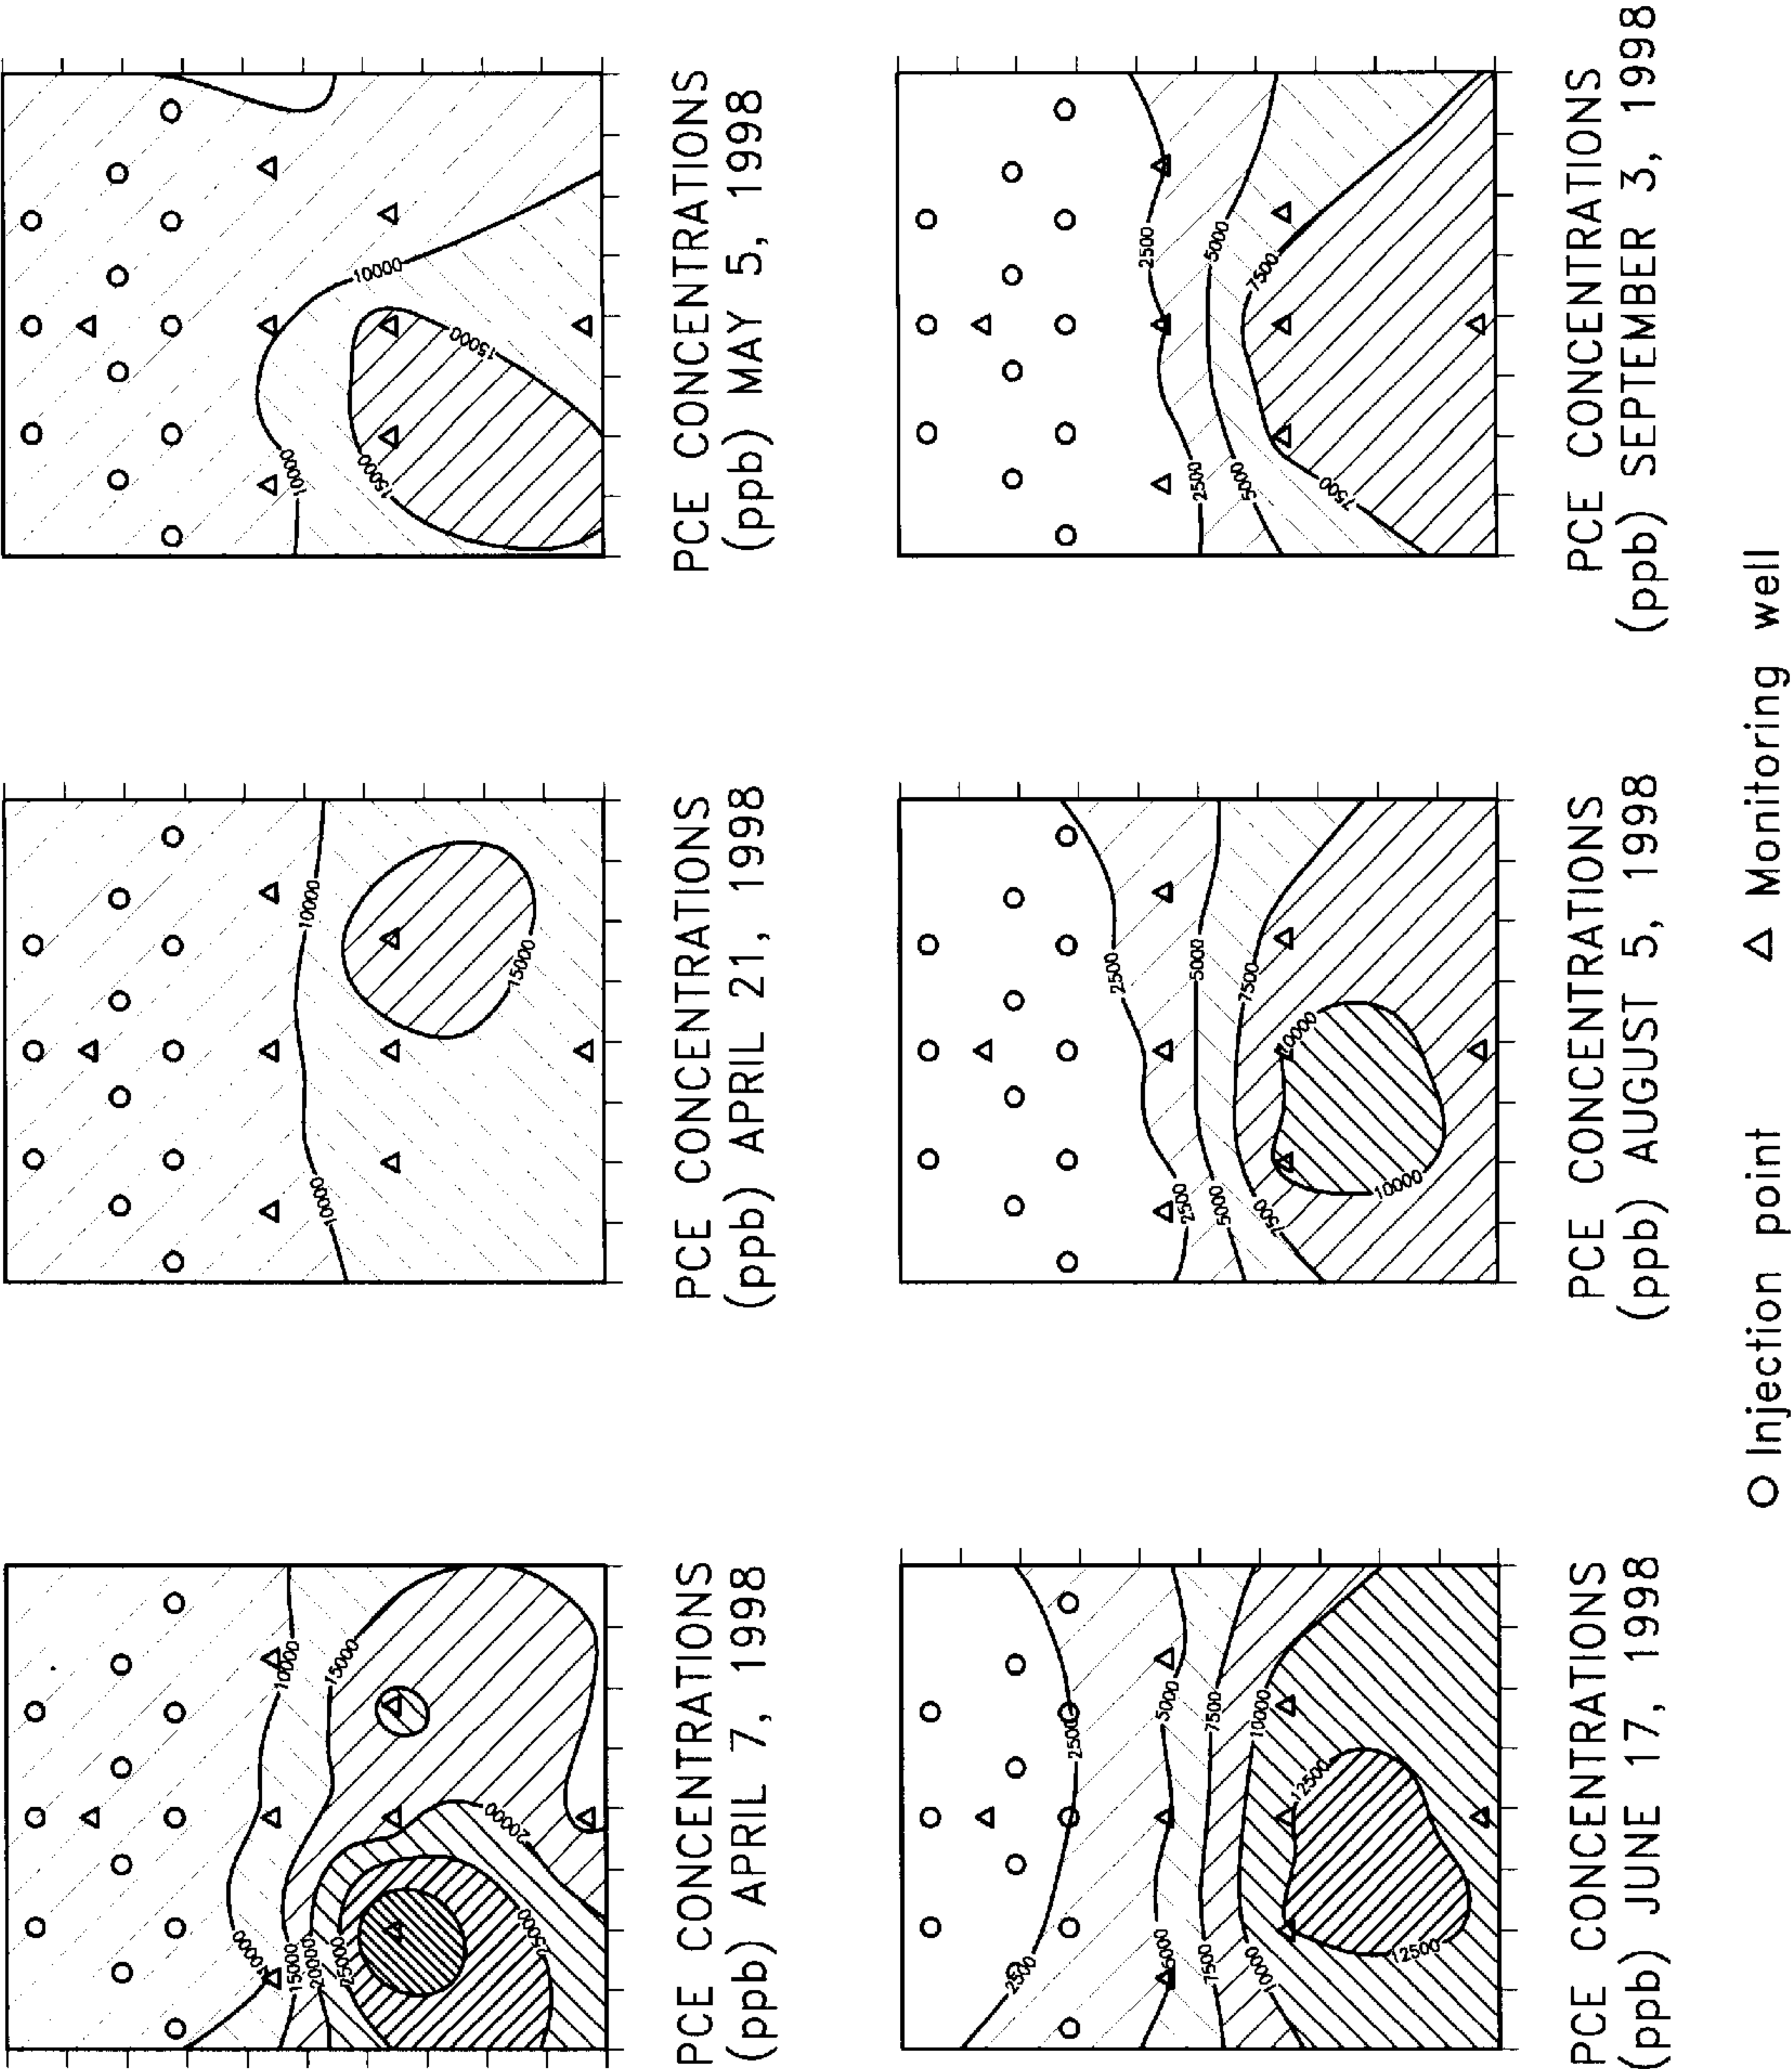 10000
10000
15000
15000
20000
20000
25000
25000
PCE CONCENTRATIONS
(ppb) APRIL 7, 1998
10000
10000
15000
PCE CONCENTRATIONS
(ppb) APRIL 21, 1998
10000
10000
15000
15000
PCE CONCENTRATIONS
(ppb) MAY 5, 1998
2500
2500
5000
5000
7500
7500
10000
10000
12500
12500
PCE CONCENTRATIONS
(ppb) JUNE 17, 1998
2500
2500
5000
5000
7500
7500
10000
10000
PCE CONCENTRATIONS
(ppb) AUGUST 5, 1998
2500
2500
5000
5000
7500
7500
PCE CONCENTRATIONS
(ppb) SEPTEMBER 3, 1998
Injection point
Monitoring well